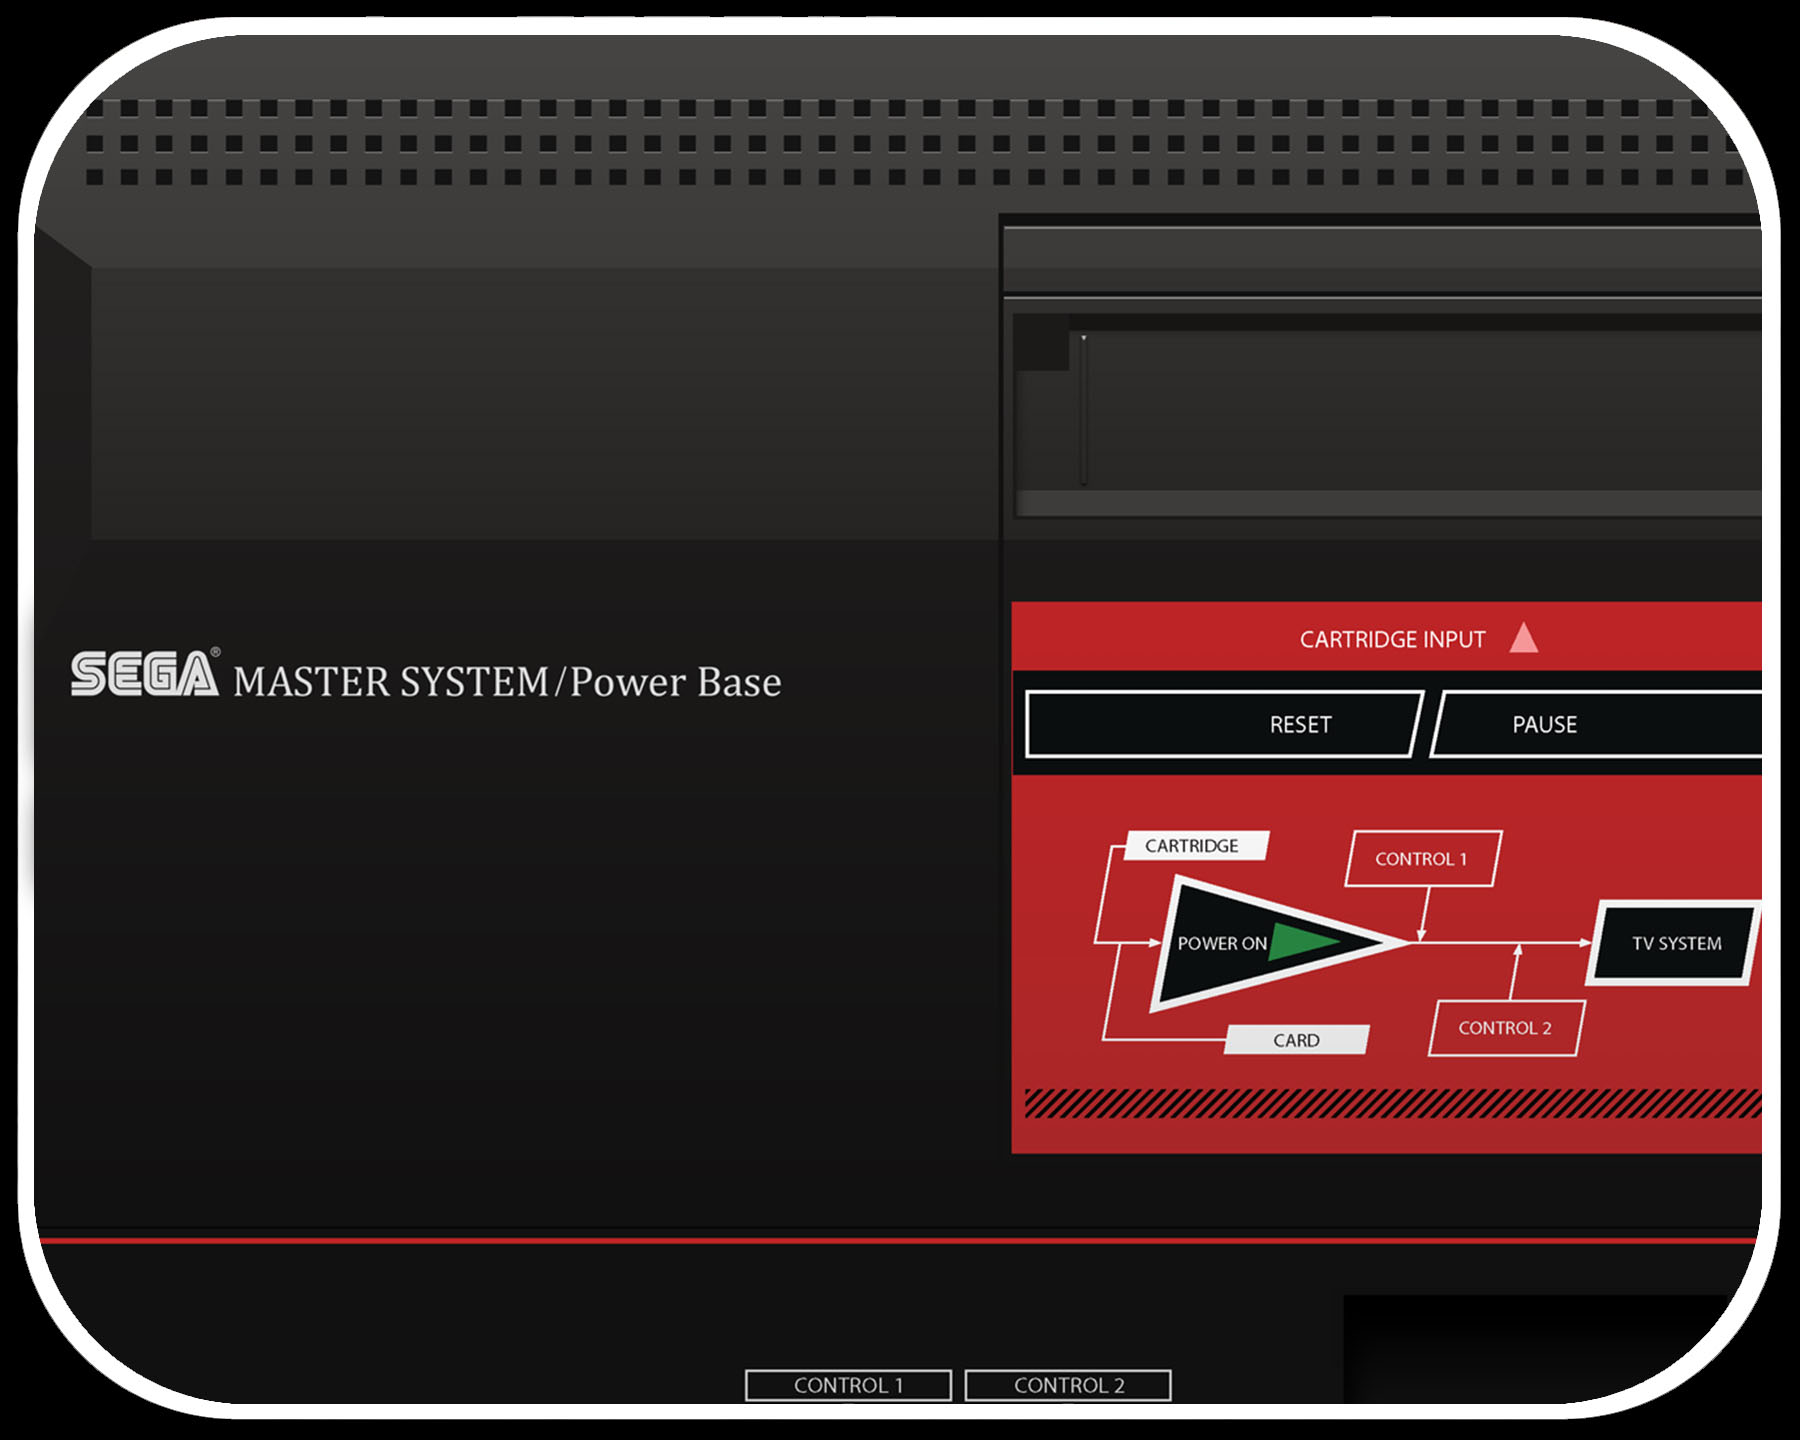 SEGA® MASTER SYSTEM/Power Base
CARTRIDGE INPUT
RESET
PAUSE
CARTRIDGE
CONTROL 1
POWER ON
TV SYSTEM
CONTROL 2
CARD
CONTROL 1
CONTROL 2